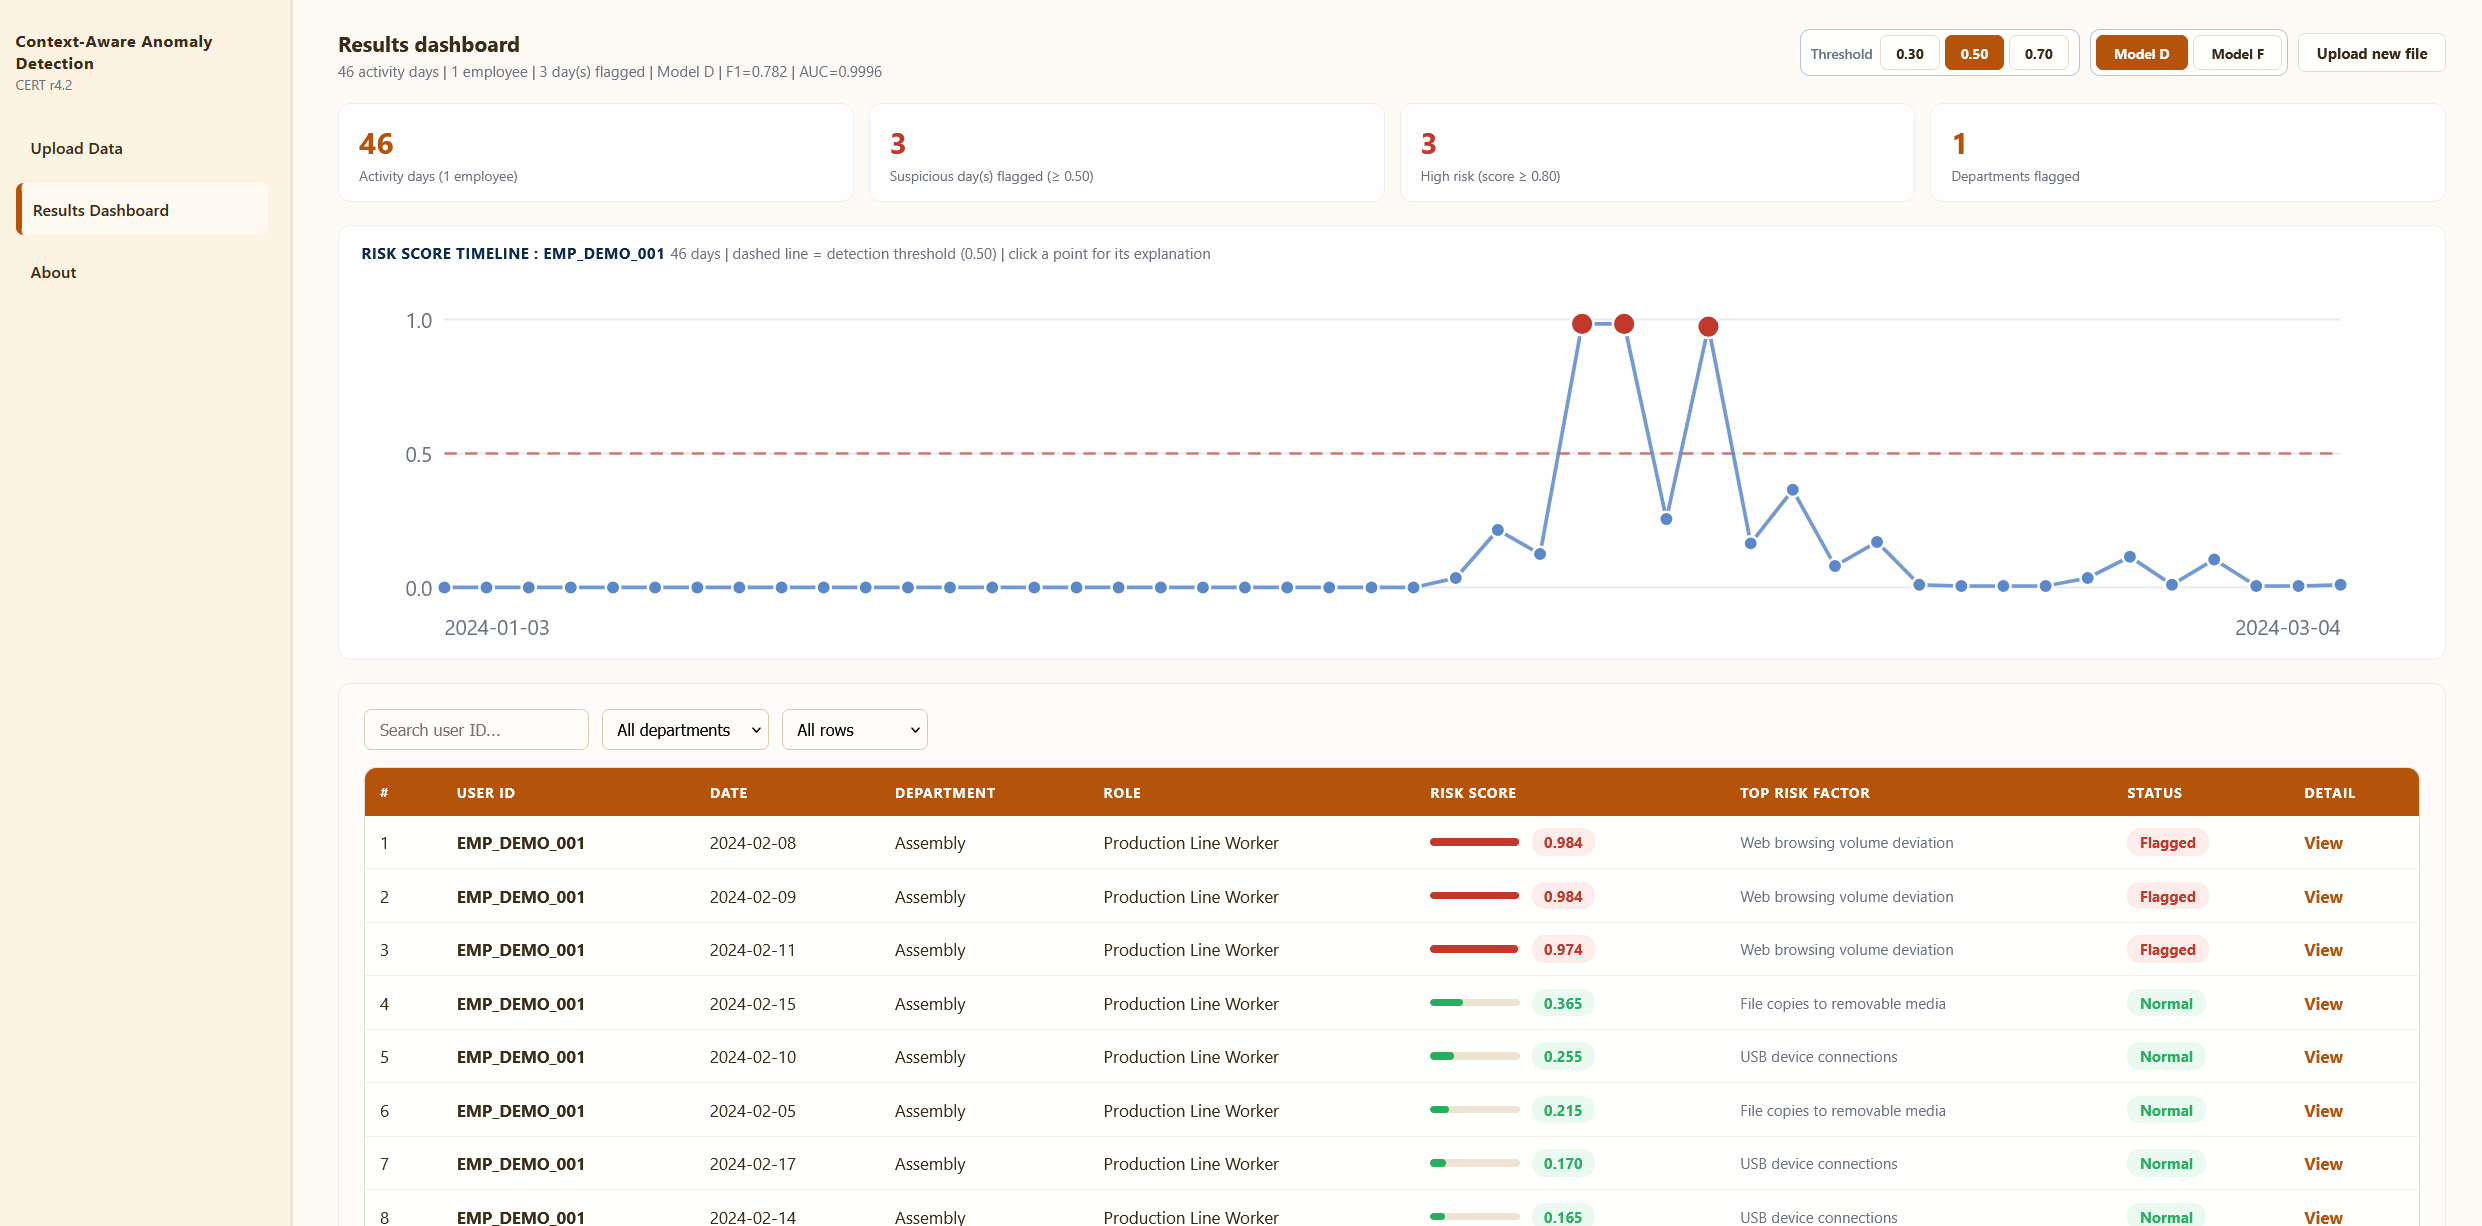 Context-Aware Anomaly
Detection
CERT r4.2
Upload Data
Results Dashboard
About
Results dashboard
46 activity days | 1 employee | 3 day(s) flagged | Model D | F1=0.782 | AUC=0.9996
Threshold 0.30 0.50 0.70 Model D Model F Upload new file
46
Activity days (1 employee)
3
Suspicious day(s) flagged (≥ 0.50)
3
High risk (score ≥ 0.80)
1
Departments flagged
RISK SCORE TIMELINE : EMP_DEMO_001 46 days | dashed line = detection threshold (0.50) | click a point for its explanation
1.0
0.5
0.0
2024-01-03 2024-03-04
Search user ID... All departments All rows
# USER ID DATE DEPARTMENT ROLE RISK SCORE TOP RISK FACTOR STATUS DETAIL
1 EMP_DEMO_001 2024-02-08 Assembly Production Line Worker 0.984 Web browsing volume deviation Flagged View
2 EMP_DEMO_001 2024-02-09 Assembly Production Line Worker 0.984 Web browsing volume deviation Flagged View
3 EMP_DEMO_001 2024-02-11 Assembly Production Line Worker 0.974 Web browsing volume deviation Flagged View
4 EMP_DEMO_001 2024-02-15 Assembly Production Line Worker 0.365 File copies to removable media Normal View
5 EMP_DEMO_001 2024-02-10 Assembly Production Line Worker 0.255 USB device connections Normal View
6 EMP_DEMO_001 2024-02-05 Assembly Production Line Worker 0.215 File copies to removable media Normal View
7 EMP_DEMO_001 2024-02-17 Assembly Production Line Worker 0.170 USB device connections Normal View
8 EMP_DEMO_001 2024-02-14 Assembly Production Line Worker 0.165 USB device connections Normal View